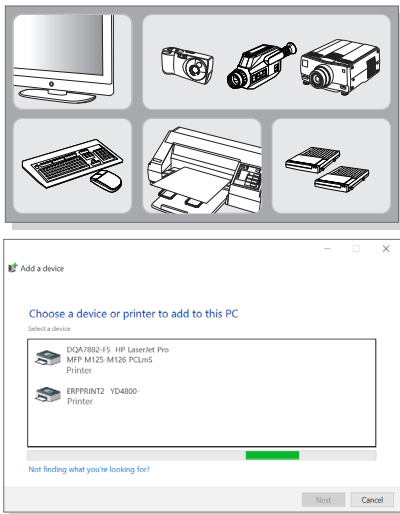 Add a device
Choose a device or printer to add to this PC
Select a device
DQA7882-FS HP LaserJet Pro
MFP M125-M126 PCLmS
Printer
ERPPRINT2 YD4800-
Printer
Not finding what you're looking for?
Next Cancel